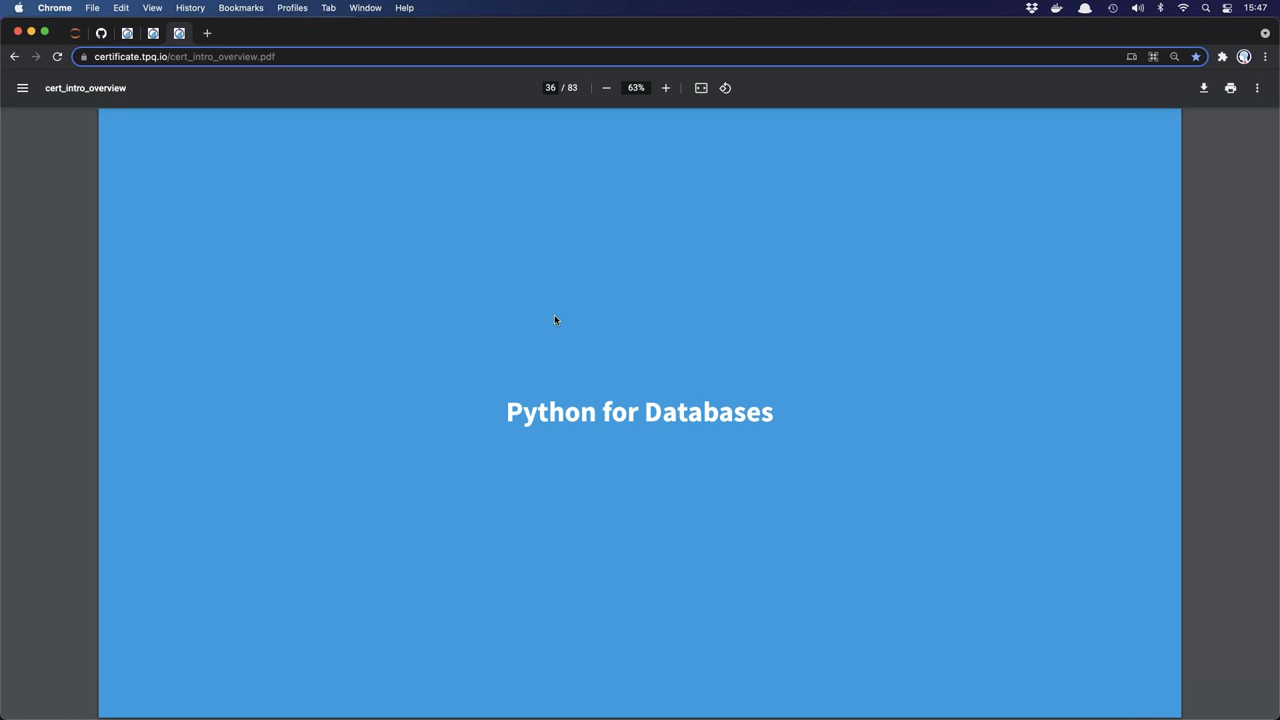 Chrome File Edit View History Bookmarks Profiles Tab Window Help 15:47
certificate.tpq.io/cert_intro_overview.pdf
cert_intro_overview 36 / 83 63%
Python for Databases